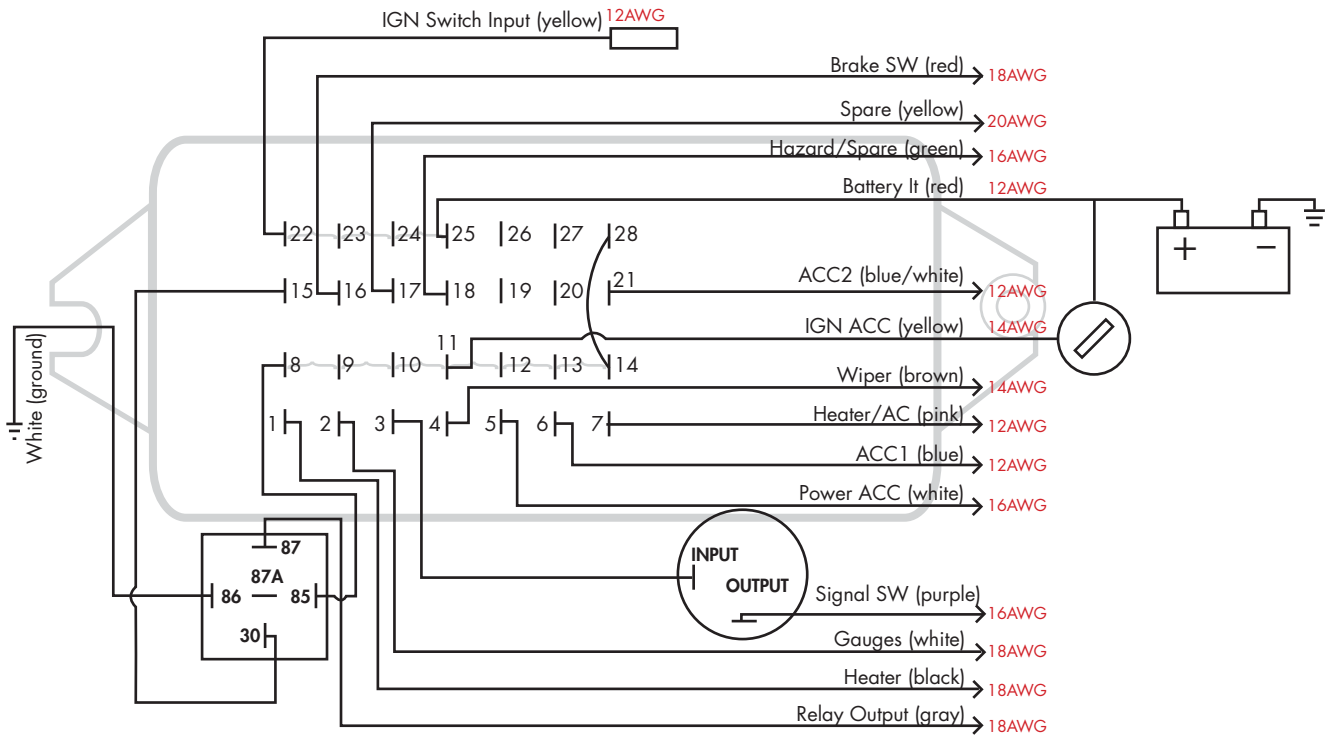 IGN Switch Input (yellow) 12AWG
Brake SW (red) 18AWG
Spare (yellow) 20AWG
Hazard/Spare (green) 16AWG
Battery It (red) 12AWG
22 23 24 25 26 27 28
+ −
ACC2 (blue/white) 12AWG
15 16 17 18 19 20 21
IGN ACC (yellow) 14AWG
8 9 10 11 12 13 14
Wiper (brown) 14AWG
White (ground)
1 2 3 4 5 6 7
Heater/AC (pink) 12AWG
ACC1 (blue) 12AWG
Power ACC (white) 16AWG
87
87A
86 85
30
INPUT
OUTPUT
Signal SW (purple) 16AWG
Gauges (white) 18AWG
Heater (black) 18AWG
Relay Output (gray) 18AWG